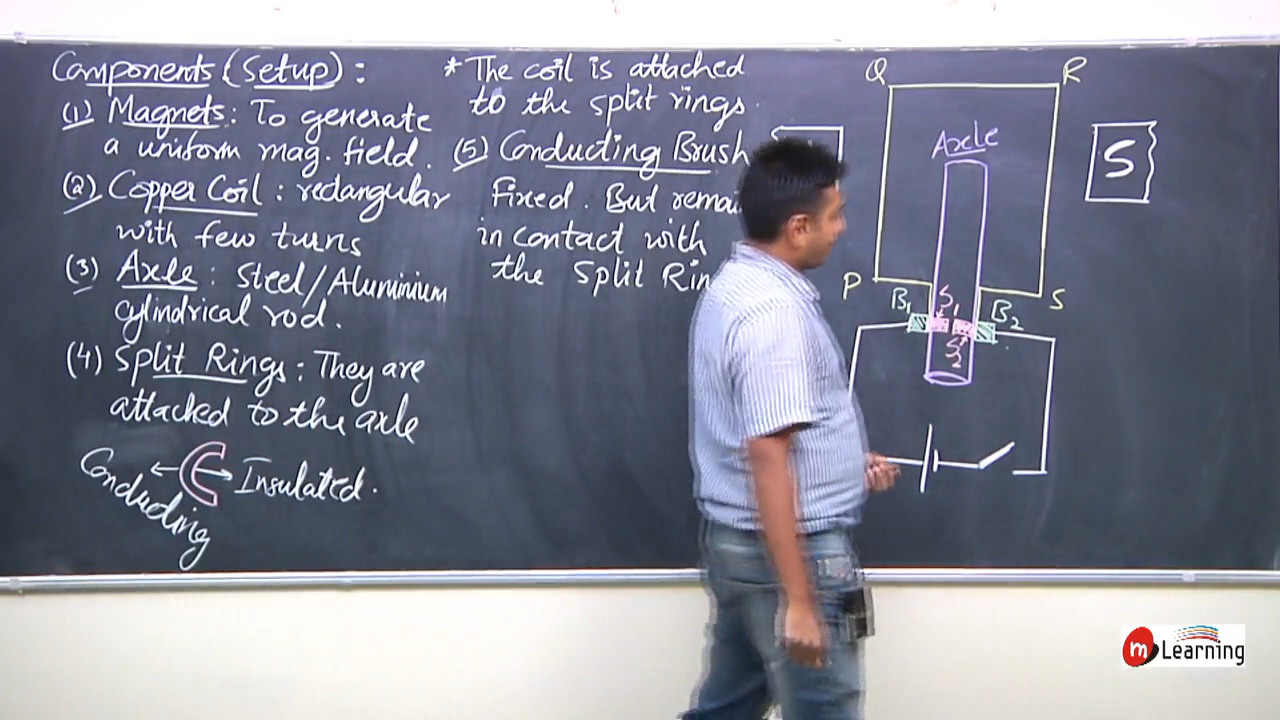 Components (Setup) :
(1) Magnets : To generate
a uniform mag. field.
(2) Copper Coil : rectangular
with few turns
(3) Axle : Steel/Aluminium
cylindrical rod.
(4) Split Rings : They are
attached to the axle
Conducting
Insulated.
* The coil is attached
to the split rings.
(5) Conducting Brush
Fixed. But
in contact with
the Split
Q R
Axle
S
P S
B1 S1 B2
S2
m Learning